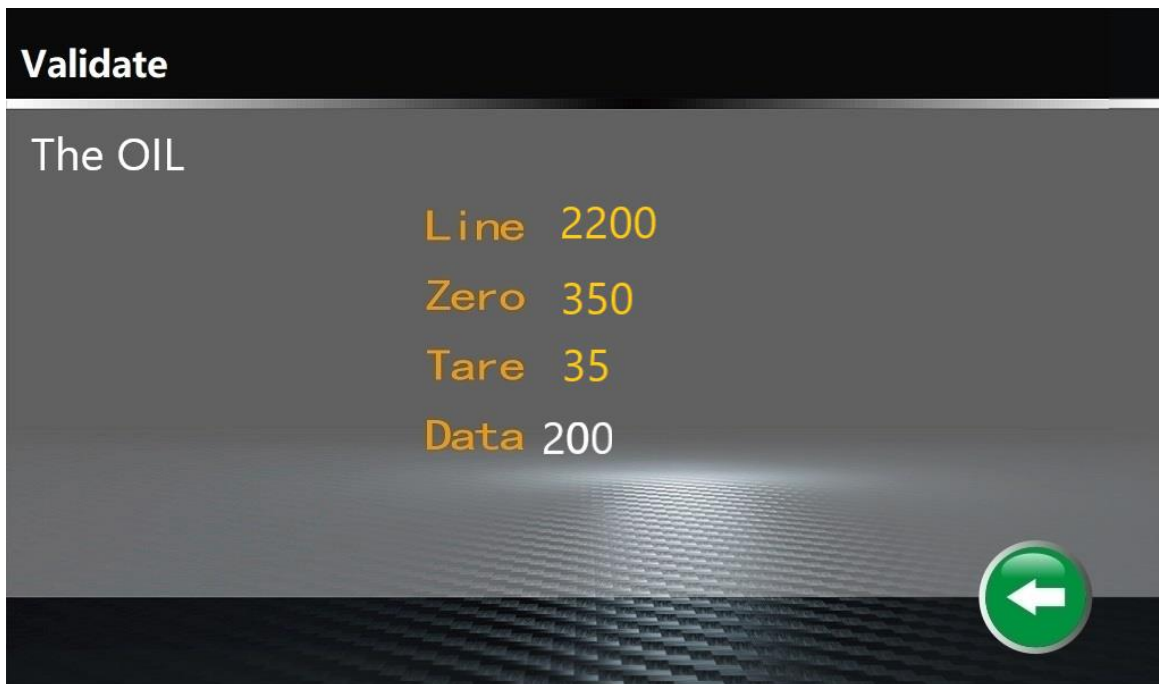 Validate
The OIL
Line 2200
Zero 350
Tare 35
Data 200